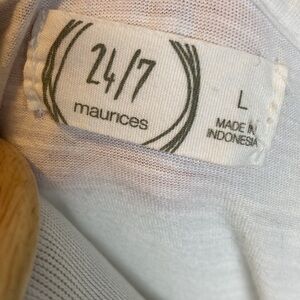 24/7
maurices
L
MADE IN
INDONESIA